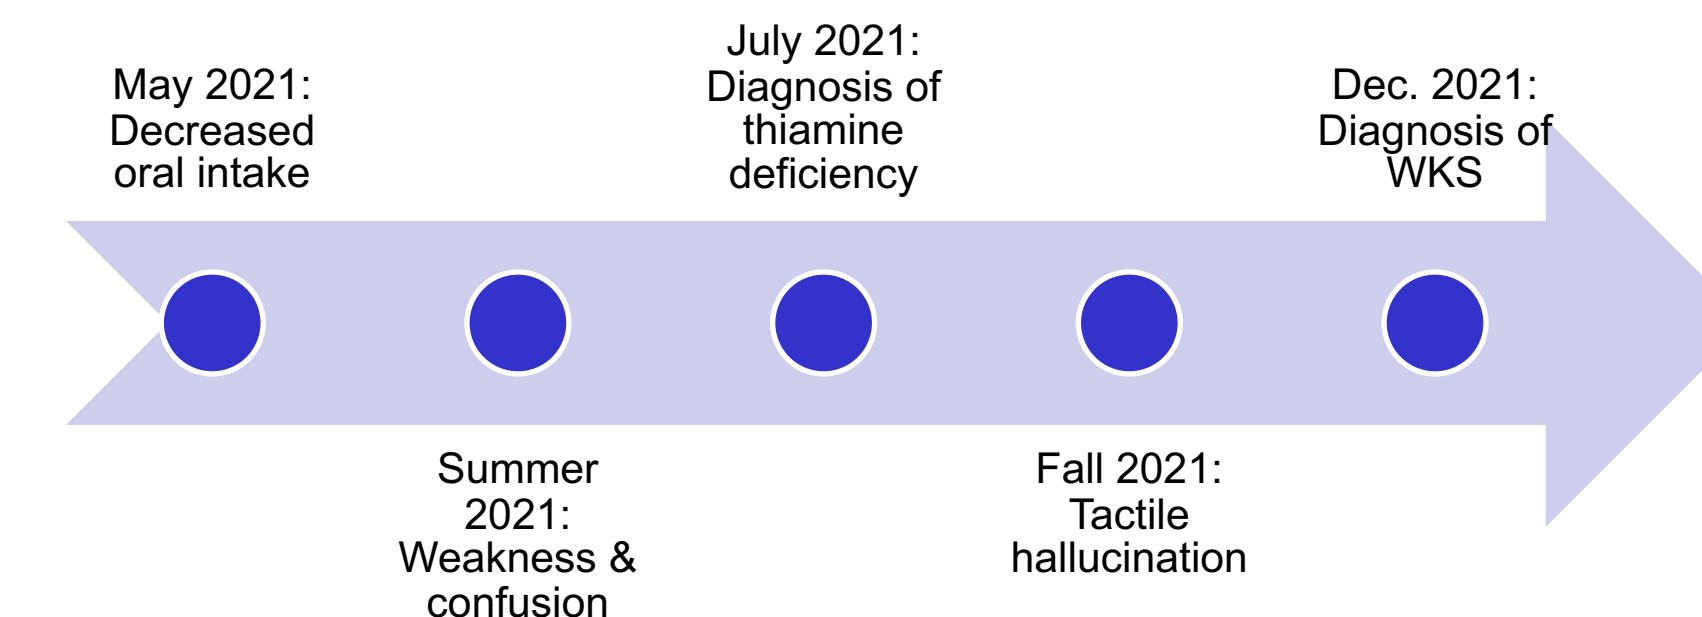 May 2021:
Decreased
oral intake
Summer
2021:
Weakness &
confusion
July 2021:
Diagnosis of
thiamine
deficiency
Fall 2021:
Tactile
hallucination
Dec. 2021:
Diagnosis of
WKS